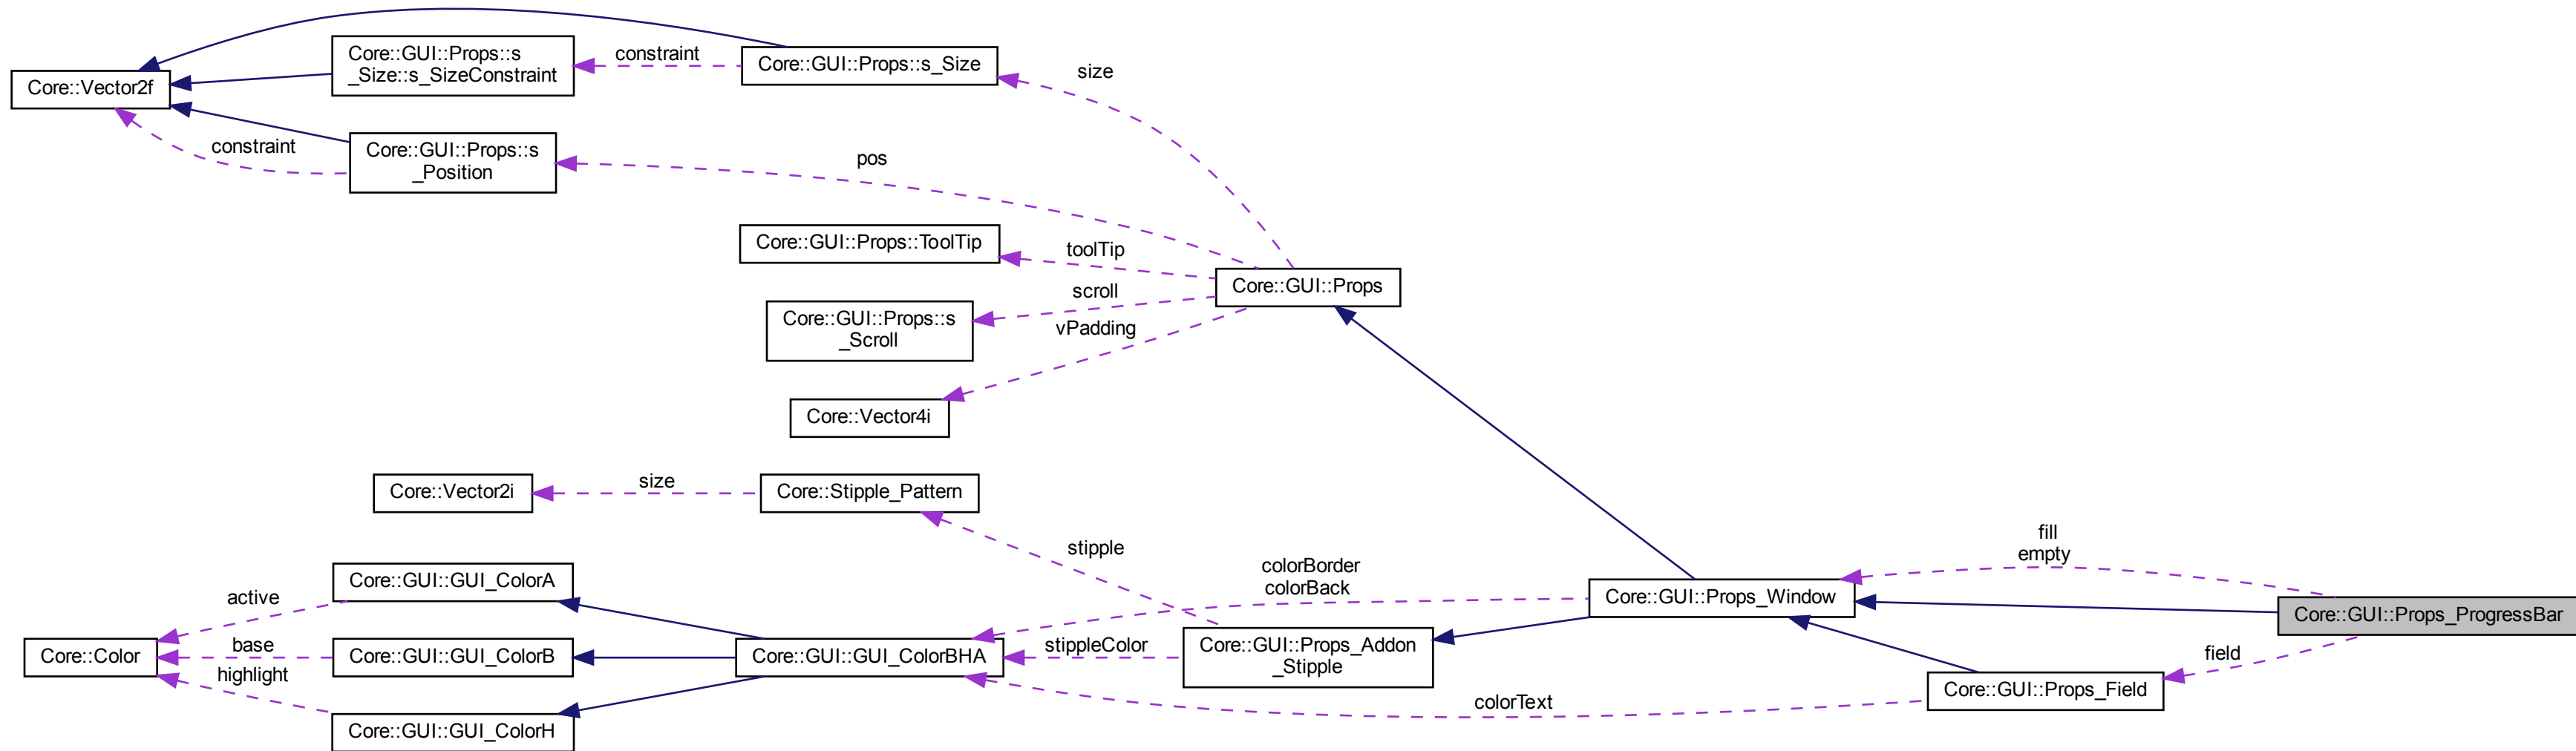 Core::Vector2f
Core::GUI::Props::s
_Size::s_SizeConstraint
constraint
Core::GUI::Props::s_Size
size
constraint
Core::GUI::Props::s
_Position
pos
Core::GUI::Props::ToolTip
toolTip
Core::GUI::Props
scroll
Core::GUI::Props::s
_Scroll
vPadding
Core::Vector4i
Core::Vector2i
size
Core::Stipple_Pattern
stipple
fill
empty
Core::GUI::GUI_ColorA
active
colorBorder
colorBack
Core::GUI::Props_Window
Core::GUI::Props_ProgressBar
Core::Color
base
highlight
Core::GUI::GUI_ColorB
Core::GUI::GUI_ColorBHA
stippleColor
Core::GUI::Props_Addon
_Stipple
field
Core::GUI::Props_Field
colorText
Core::GUI::GUI_ColorH